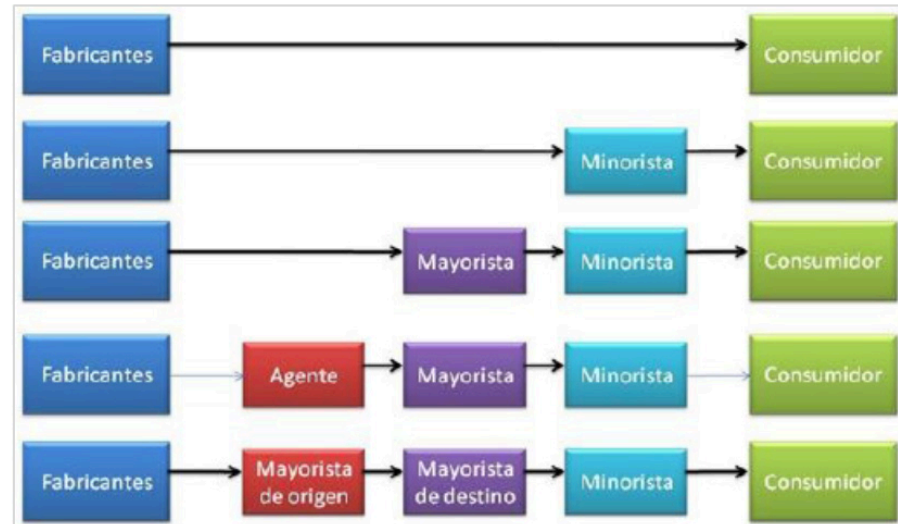 Fabricantes
Consumidor
Fabricantes
Minorista
Consumidor
Fabricantes
Mayorista
Minorista
Consumidor
Fabricantes
Agente
Mayorista
Minorista
Consumidor
Fabricantes
Mayorista
de origen
Mayorista
de destino
Minorista
Consumidor